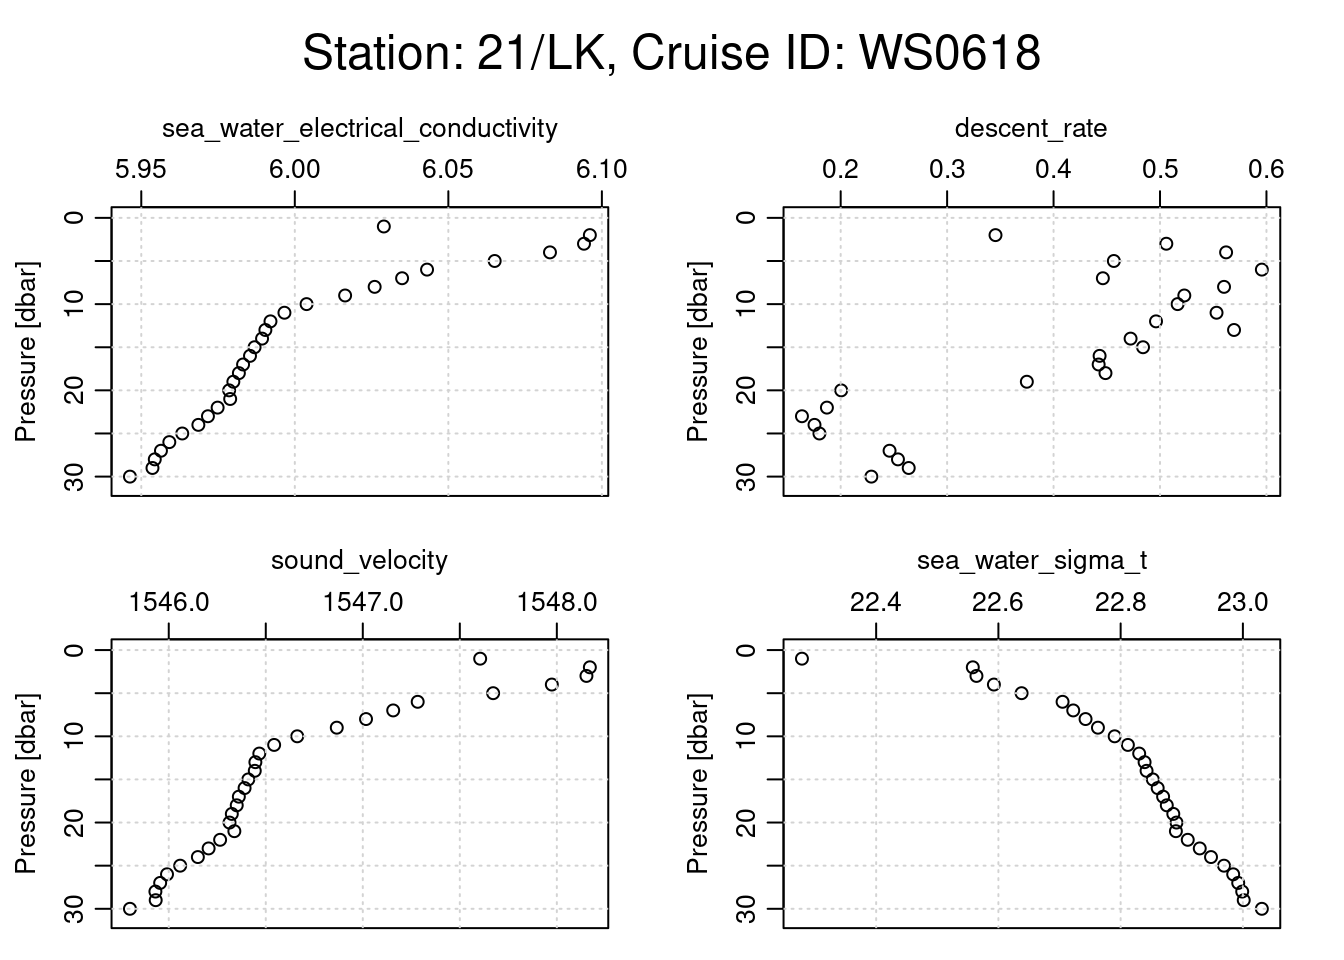 Station: 21/LK, Cruise ID: WS0618
sea_water_electrical_conductivity
5.95 6.00 6.05 6.10
Pressure [dbar]
0
10
20
30
descent_rate
0.2 0.3 0.4 0.5 0.6
Pressure [dbar]
0
10
20
30
sound_velocity
1546.0 1547.0 1548.0
Pressure [dbar]
0
10
20
30
sea_water_sigma_t
22.4 22.6 22.8 23.0
Pressure [dbar]
0
10
20
30